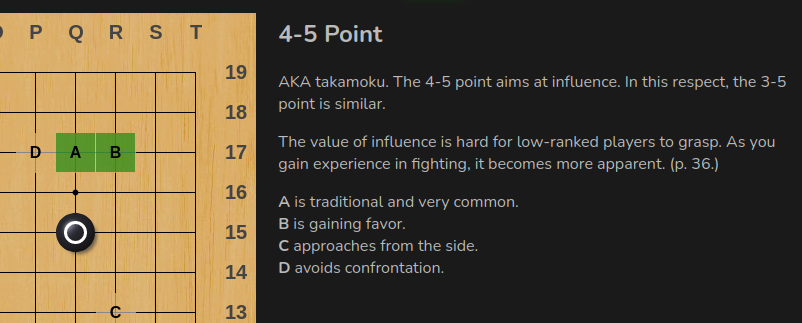 P Q R S T
19
18
D A B 17
16
15
14
C 13
4-5 Point
AKA takamoku. The 4-5 point aims at influence. In this respect, the 3-5
point is similar.
The value of influence is hard for low-ranked players to grasp. As you
gain experience in fighting, it becomes more apparent. (p. 36.)
A is traditional and very common.
B is gaining favor.
C approaches from the side.
D avoids confrontation.